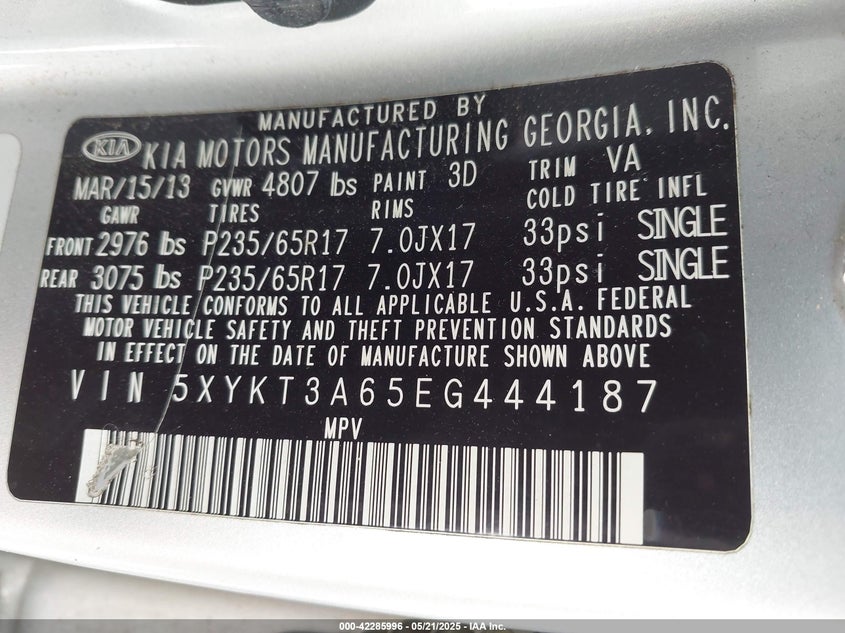 MANUFACTURED BY
KIA KIA MOTORS MANUFACTURING GEORGIA, INC.
MAR/15/13 GVWR 4807 lbs PAINT 3D TRIM VA
GAWR TIRES RIMS COLD TIRE INFL
FRONT 2976 lbs P235/65R17 7.0JX17 33psi SINGLE
REAR 3075 lbs P235/65R17 7.0JX17 33psi SINGLE
THIS VEHICLE CONFORMS TO ALL APPLICABLE U.S.A. FEDERAL
MOTOR VEHICLE SAFETY AND THEFT PREVENTION STANDARDS
IN EFFECT ON THE DATE OF MANUFACTURE SHOWN ABOVE
VIN 5XYKT3A65EG444187
MPV
000-42285996 - 05/21/2025 - IAA Inc.